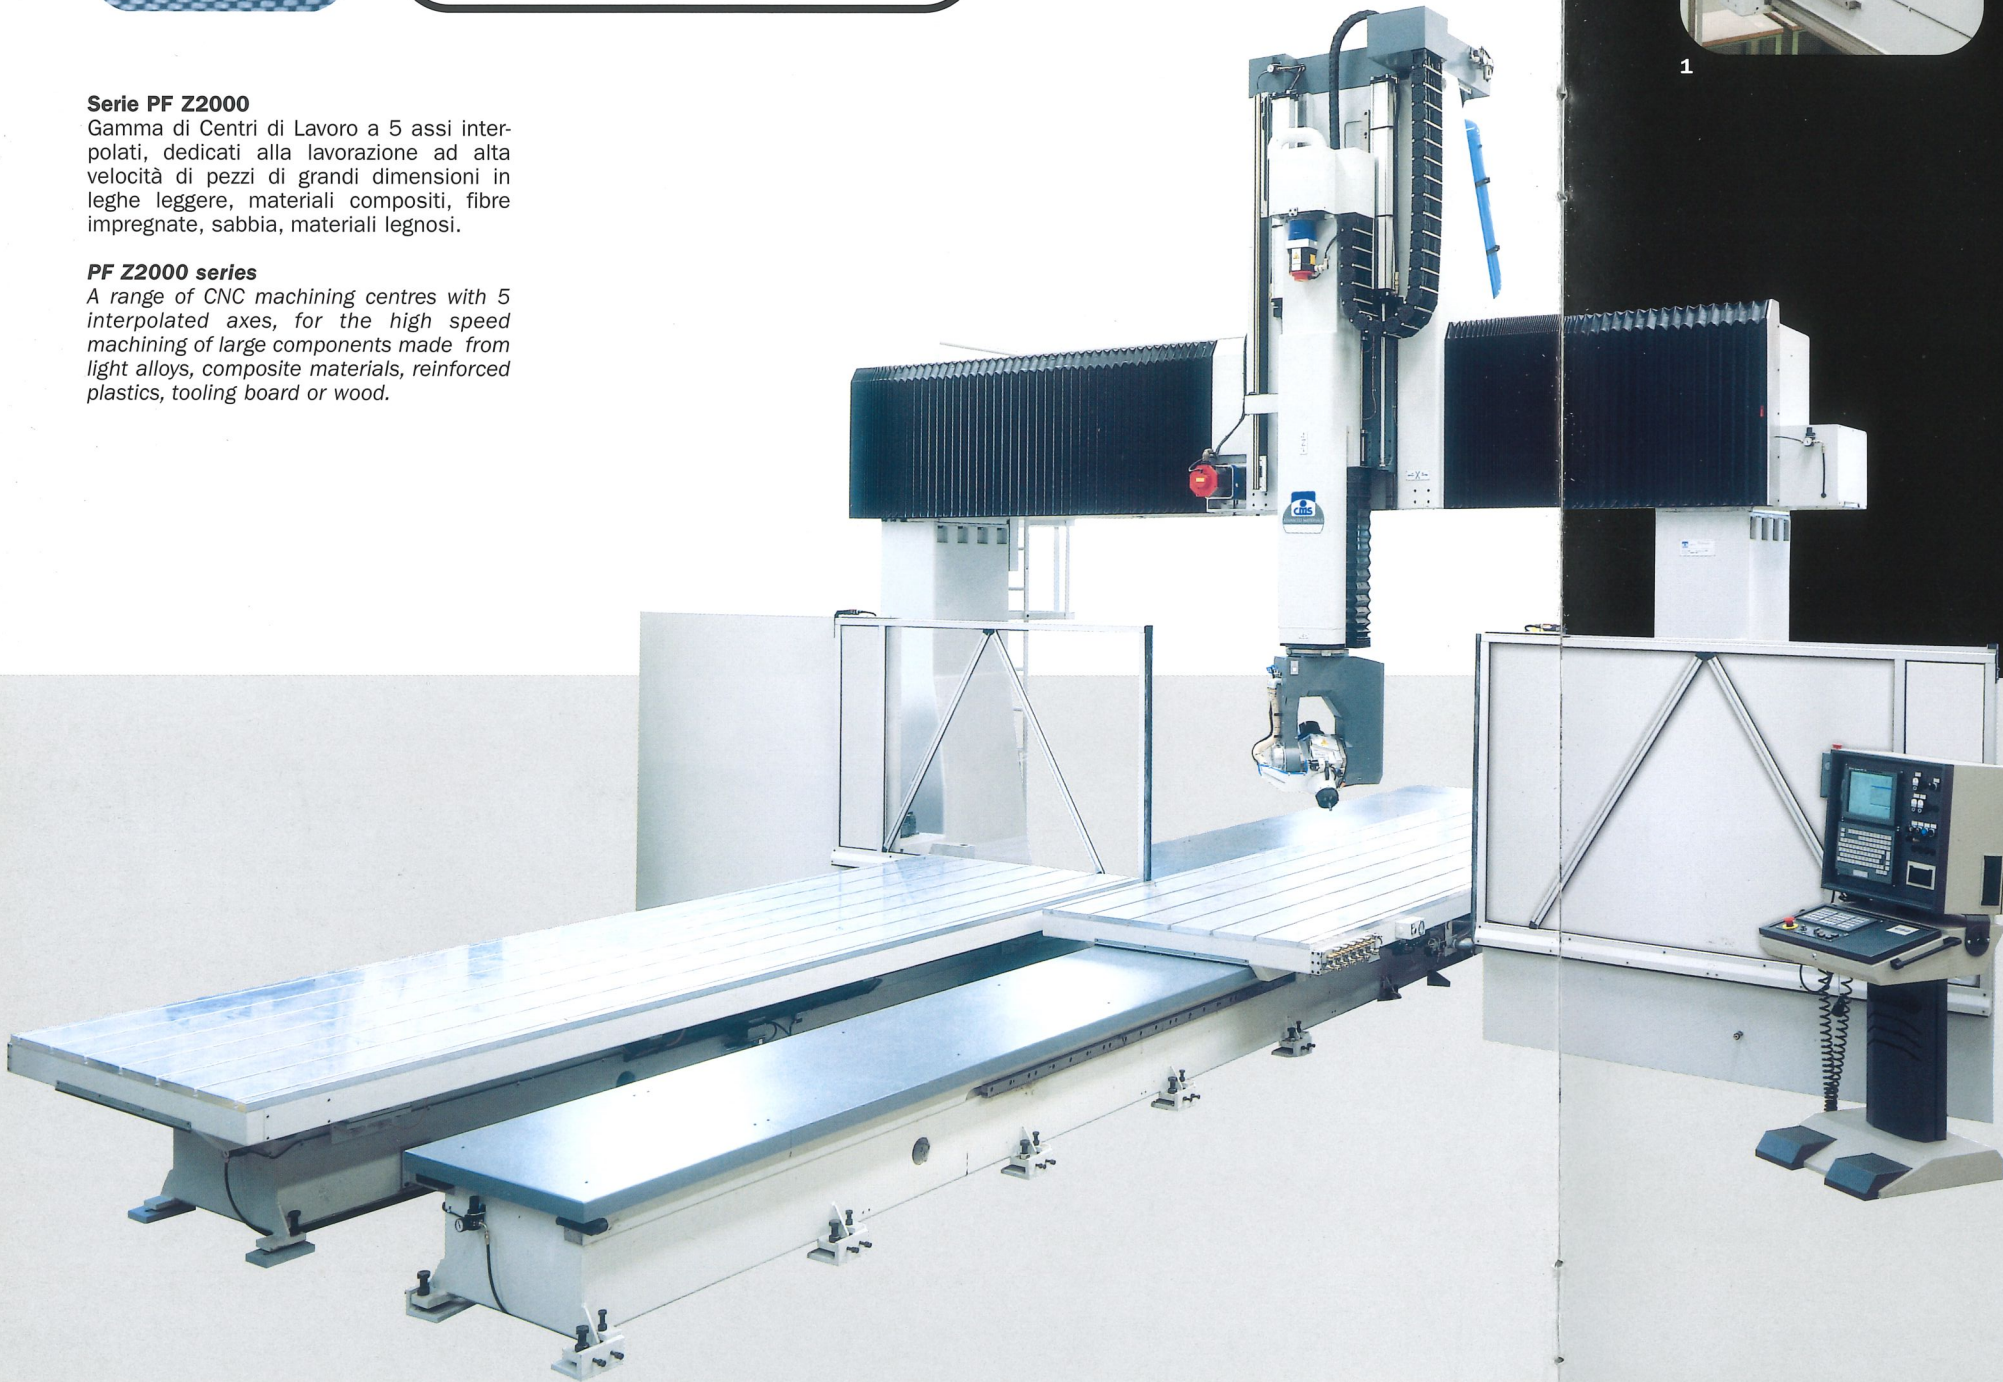 1
Serie PF Z2000
Gamma di Centri di Lavoro a 5 assi inter-
polati, dedicati alla lavorazione ad alta
velocità di pezzi di grandi dimensioni in
leghe leggere, materiali compositi, fibre
impregnate, sabbia, materiali legnosi.
PF Z2000 series
A range of CNC machining centres with 5
interpolated axes, for the high speed
machining of large components made from
light alloys, composite materials, reinforced
plastics, tooling board or wood.
cms